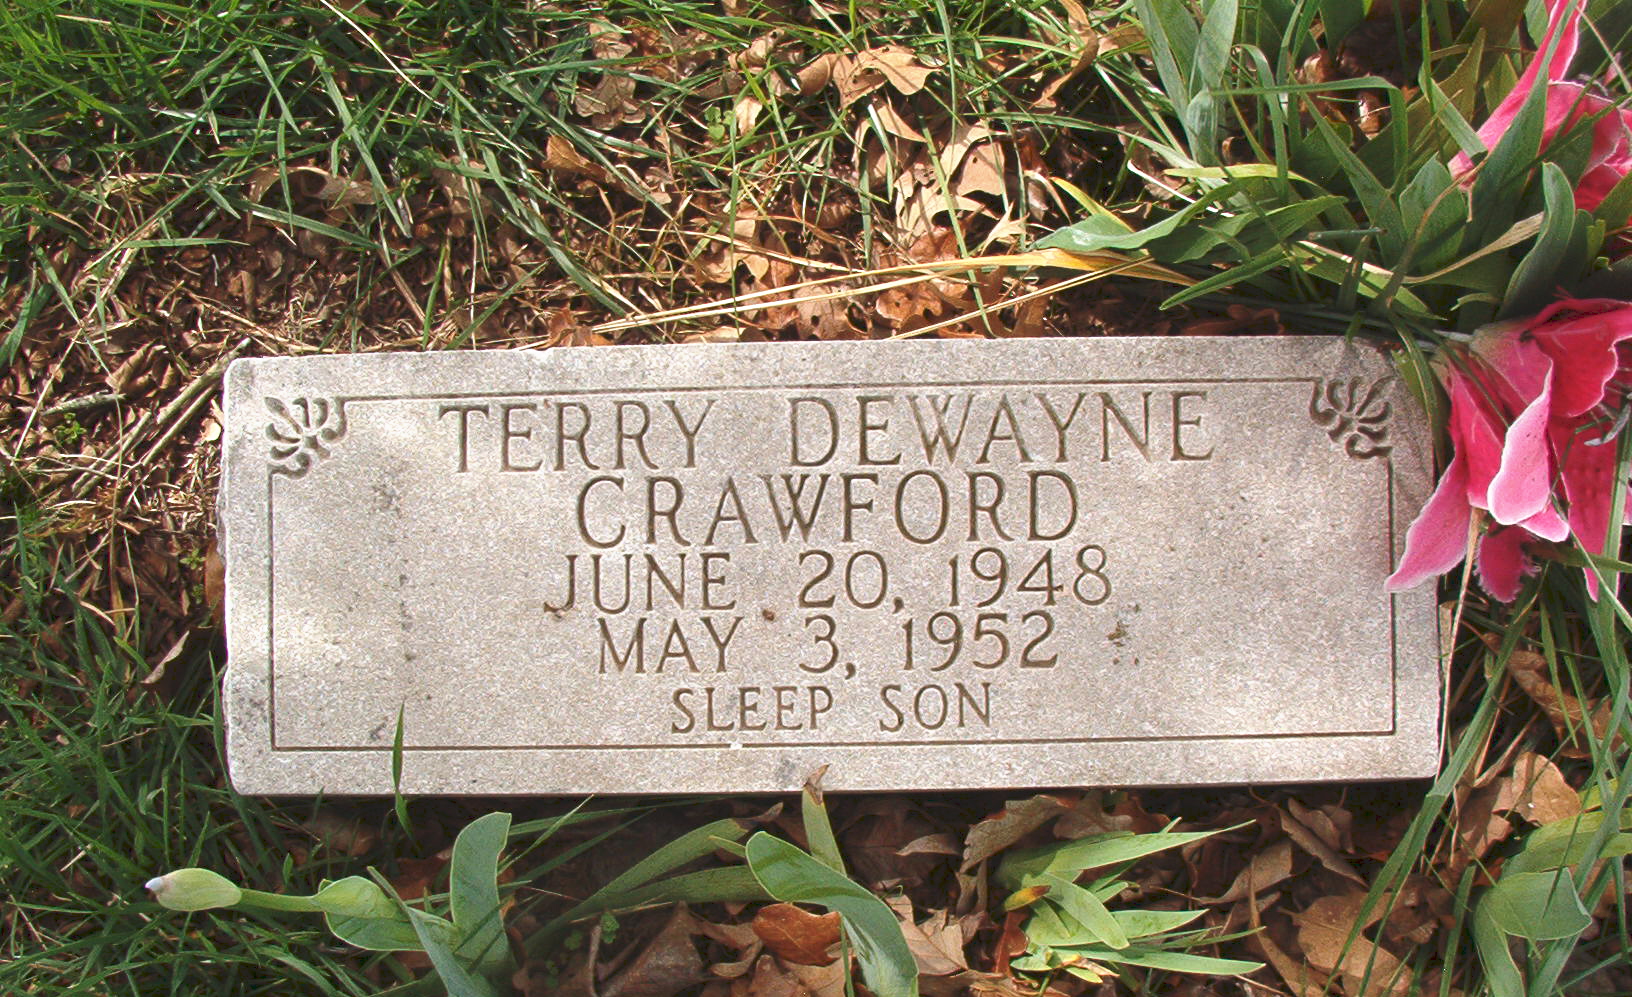 TERRY DEWAYNE
CRAWFORD
JUNE 20, 1948
MAY 3, 1952
SLEEP SON